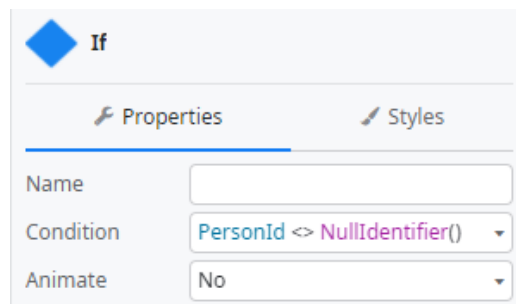 If
Properties Styles
Name
Condition PersonId <> NullIdentifier()
Animate No